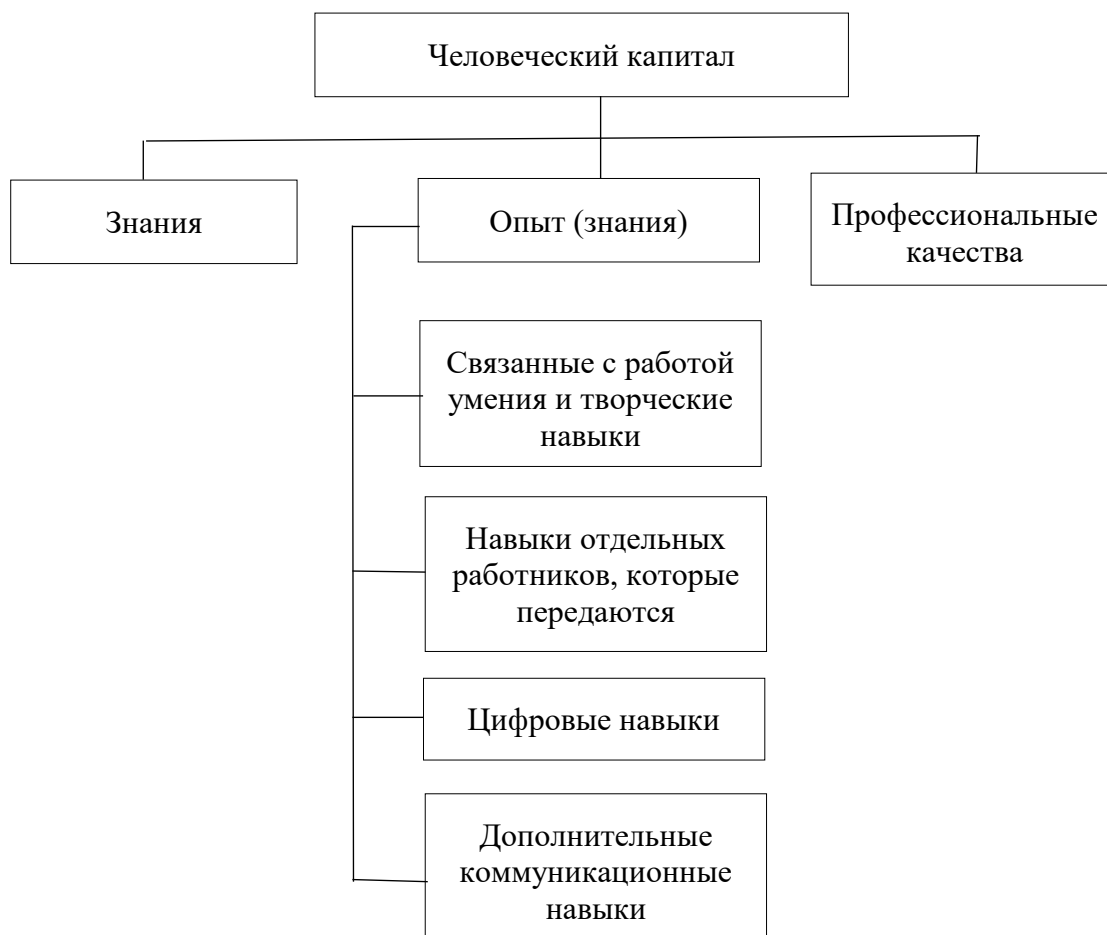 Человеческий капитал
Знания
Опыт (знания)
Профессиональные
качества
Связанные с работой
умения и творческие
навыки
Навыки отдельных
работников, которые
передаются
Цифровые навыки
Дополнительные
коммуникационные
навыки